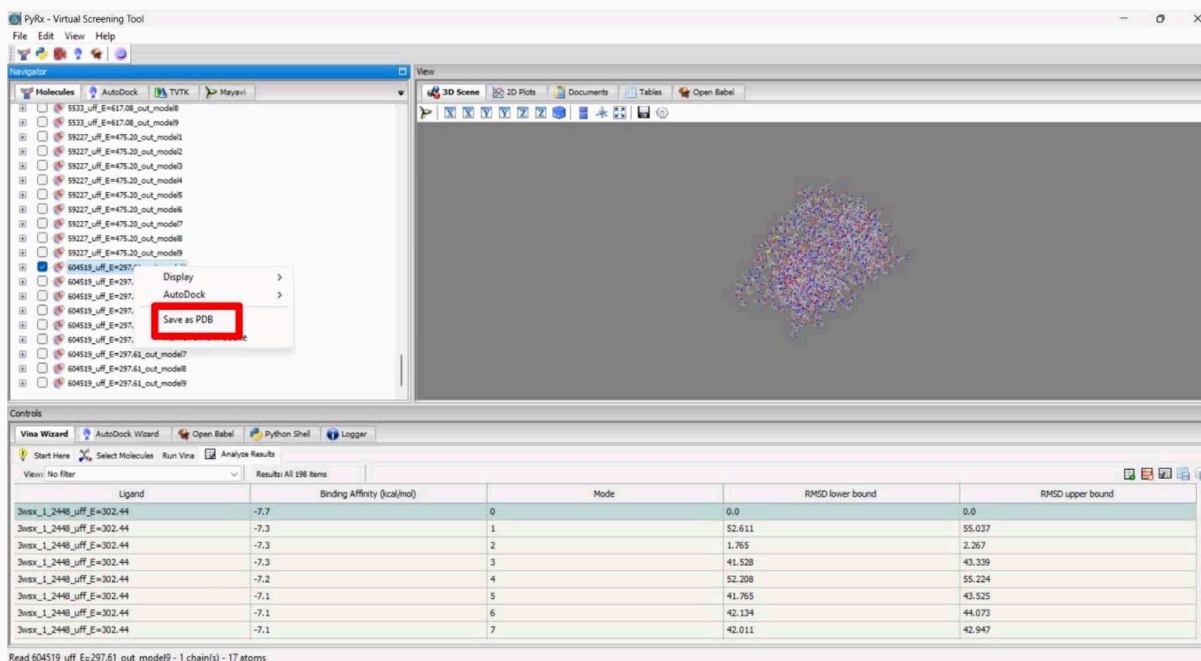 PyRx - Virtual Screening Tool
File Edit View Help
Navigator
View
Molecules AutoDock TVTK Mayavi
3D Scene 2D Plots Documents Tables Open Babel
5533_uff_E=617.08_out_model8
5533_uff_E=617.08_out_model9
59227_uff_E=475.20_out_model1
59227_uff_E=475.20_out_model2
59227_uff_E=475.20_out_model3
59227_uff_E=475.20_out_model4
59227_uff_E=475.20_out_model5
59227_uff_E=475.20_out_model6
59227_uff_E=475.20_out_model7
59227_uff_E=475.20_out_model8
59227_uff_E=475.20_out_model9
604519_uff_E=297.6
604519_uff_E=297.
604519_uff_E=297.
604519_uff_E=297.
604519_uff_E=297.
604519_uff_E=297.
604519_uff_E=297.61_out_model7
604519_uff_E=297.61_out_model8
604519_uff_E=297.61_out_model9
Display
AutoDock
Save as PDB
Controls
Vina Wizard AutoDock Wizard Open Babel Python Shell Logger
Start Here Select Molecules Run Vina Analyze Results
View: No filter Results: All 198 items
Ligand Binding Affinity (kcal/mol) Mode RMSD lower bound RMSD upper bound
3wsx_1_2448_uff_E=302.44 -7.7 0 0.0 0.0
3wsx_1_2448_uff_E=302.44 -7.3 1 52.611 55.037
3wsx_1_2448_uff_E=302.44 -7.3 2 1.765 2.267
3wsx_1_2448_uff_E=302.44 -7.3 3 41.528 43.339
3wsx_1_2448_uff_E=302.44 -7.2 4 52.208 55.224
3wsx_1_2448_uff_E=302.44 -7.1 5 41.765 43.525
3wsx_1_2448_uff_E=302.44 -7.1 6 42.134 44.073
3wsx_1_2448_uff_E=302.44 -7.1 7 42.011 42.947
Read 604519_uff_E=297.61_out_model9 - 1 chain(s) - 17 atoms